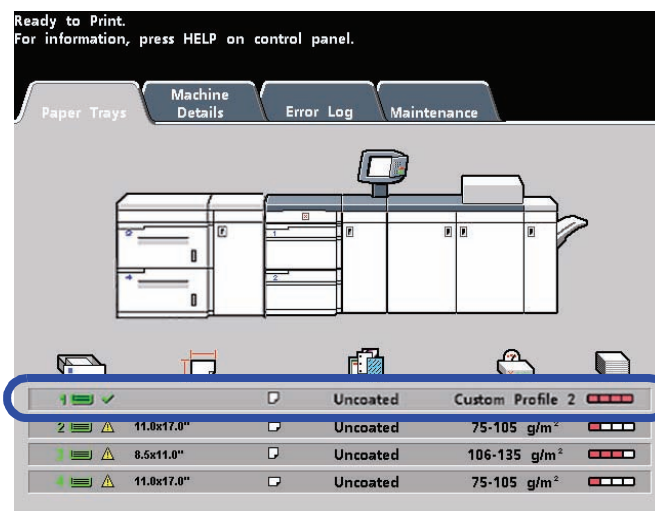 Ready to Print.
For information, press HELP on control panel.
Paper Trays
Machine Details
Error Log
Maintenance
1
2
1 Uncoated Custom Profile 2
2 11.0x17.0" Uncoated 75-105 g/m²
3 8.5x11.0" Uncoated 106-135 g/m²
4 11.0x17.0" Uncoated 75-105 g/m²